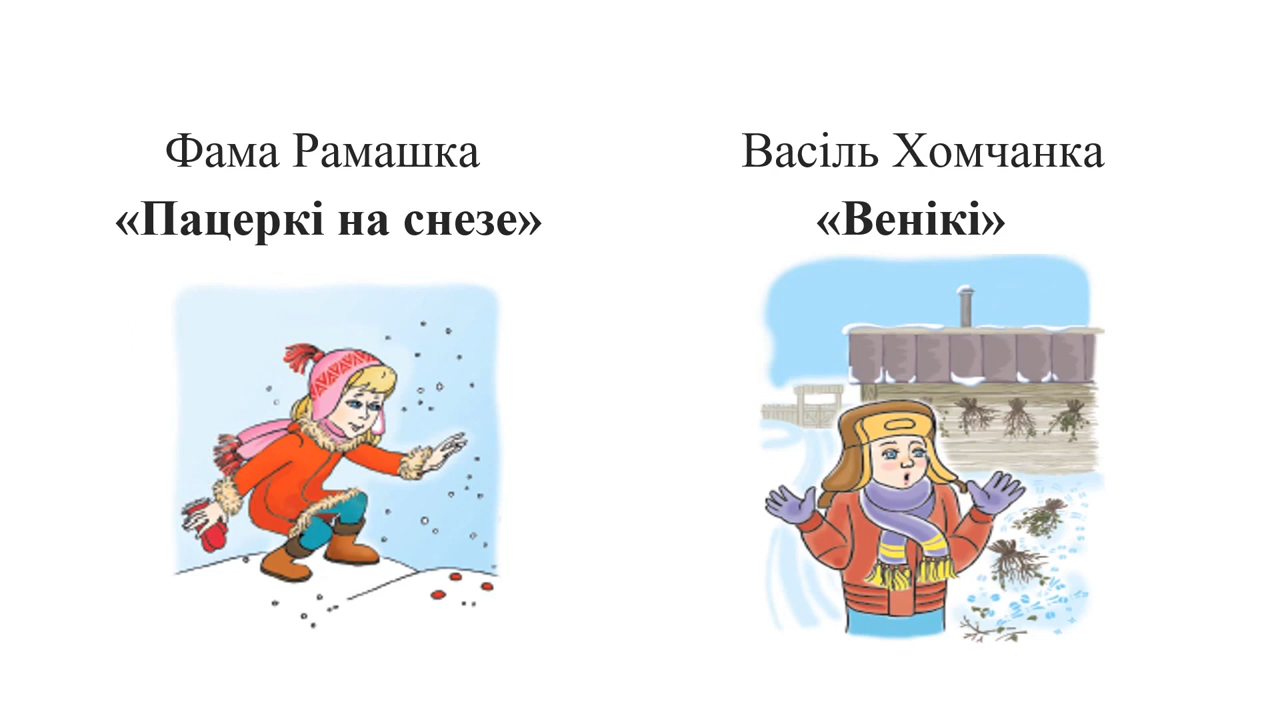 Фама Рамашка
«Пацеркі на снезе»
Васіль Хомчанка
«Венікі»